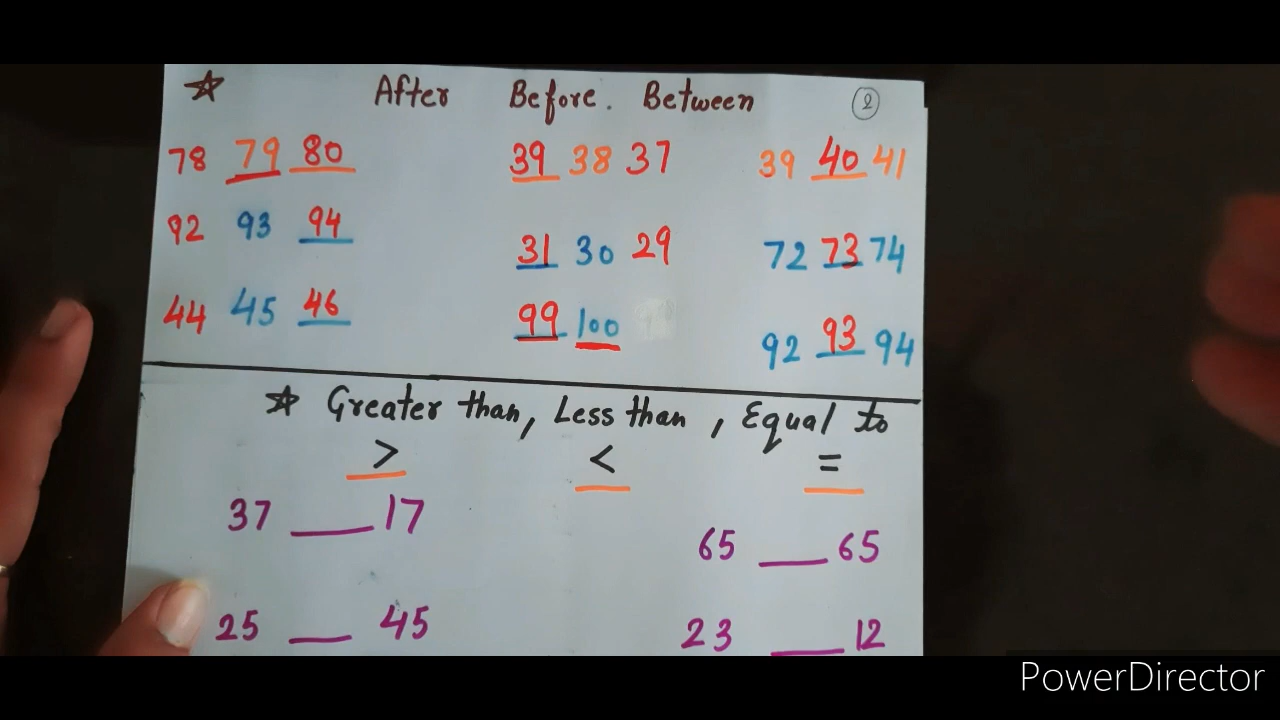 ☆ After Before. Between 2
78 79 80 39 38 37 39 40 41
92 93 94 31 30 29 72 73 74
44 45 46 99 100 92 93 94
☆ Greater than, Less than, Equal to
> < =
37 ___ 17 65 ___ 65
25 ___ 45 23 ___ 12
PowerDirector